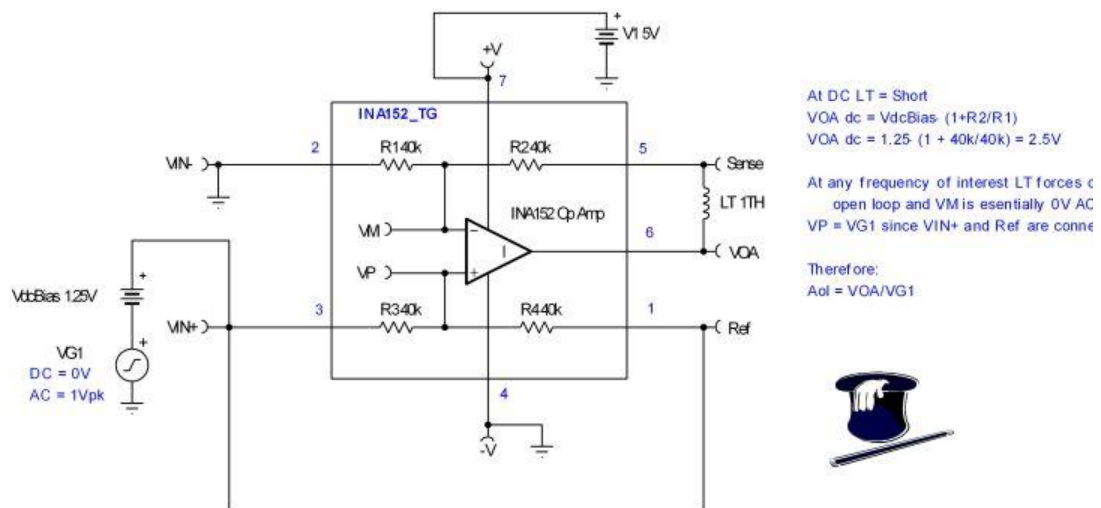 V1 5V
+V
7
INA152_TG
2
R1 40k
R2 40k
5
VIN-
Sense
LT 1TH
INA152 Op Amp
VM
6
VOA
VP
3
R3 40k
R4 40k
1
VIN+
Ref
VdcBias 1.25V
VG1
DC = 0V
AC = 1Vpk
4
-V
At DC LT = Short
VOA dc = VdcBias· (1+R2/R1)
VOA dc = 1.25· (1 + 40k/40k) = 2.5V
At any frequency of interest LT forces
open loop and VM is esentially 0V AC
VP = VG1 since VIN+ and Ref are
Therefore:
Aol = VOA/VG1